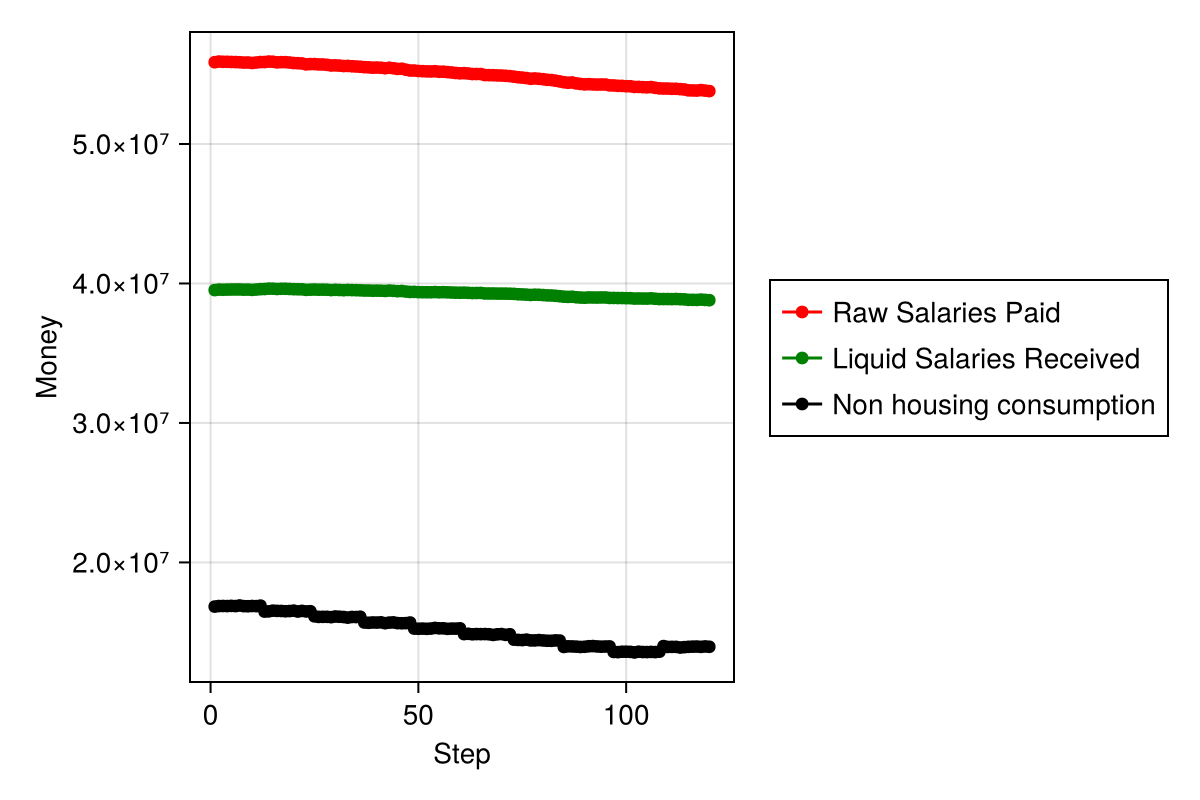 5.0×10⁷
4.0×10⁷
3.0×10⁷
2.0×10⁷
Money
0 50 100
Step
Raw Salaries Paid
Liquid Salaries Received
Non housing consumption